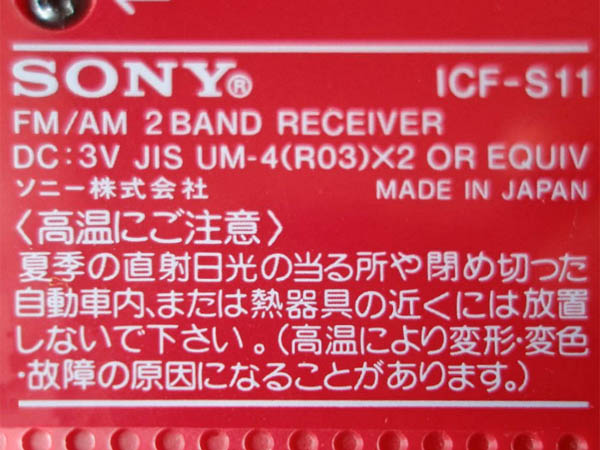 SONY® ICF-S11
FM/AM 2 BAND RECEIVER
DC:3V JIS UM-4(R03)×2 OR EQUIV
ソニー株式会社 MADE IN JAPAN
〈高温にご注意〉
夏季の直射日光の当る所や閉め切った
自動車内、または熱器具の近くには放置
しないで下さい。(高温により変形・変色
・故障の原因になることがあります。)